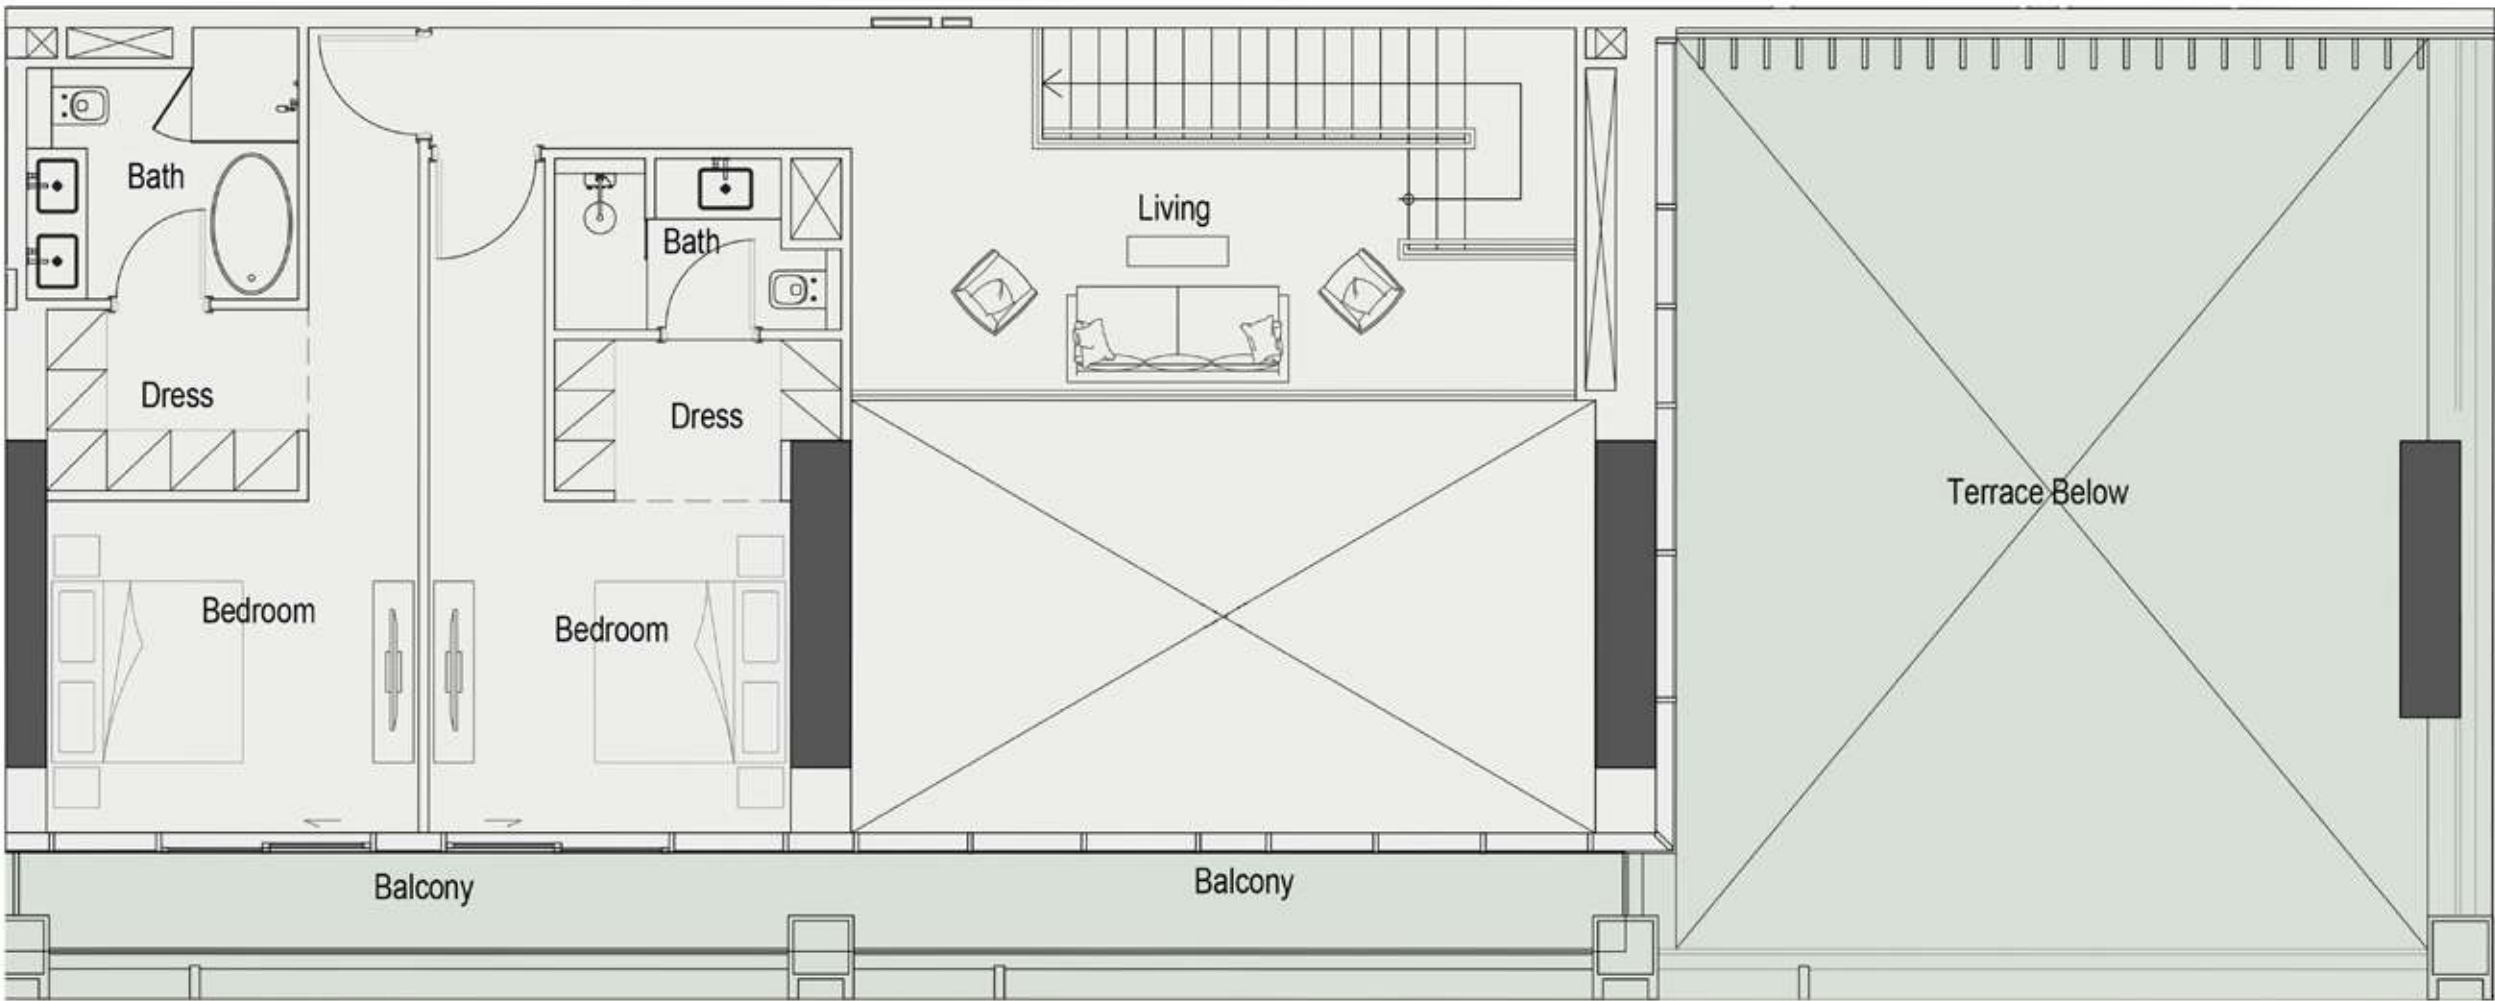 Bath
Living
Bath
Dress
Dress
Terrace Below
Bedroom
Bedroom
Balcony
Balcony